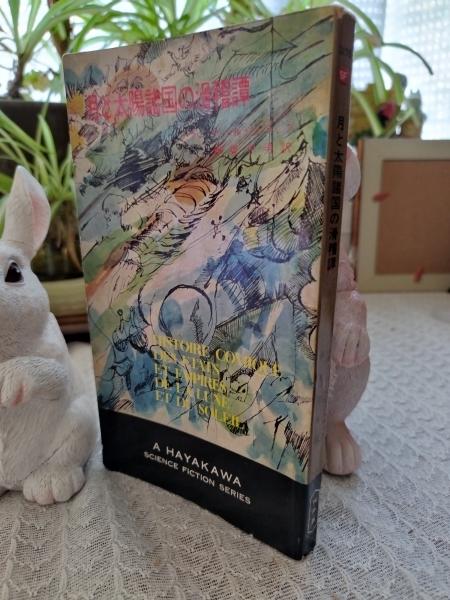 月と太陽諸国の滑稽譚
HISTOIRE COMIQUE
DES ETATS
ET EMPIRES
DE LA LUNE
ET DU SOLEIL
A HAYAKAWA
SCIENCE FICTION SERIES
SF
月と太陽諸国の滑稽譚